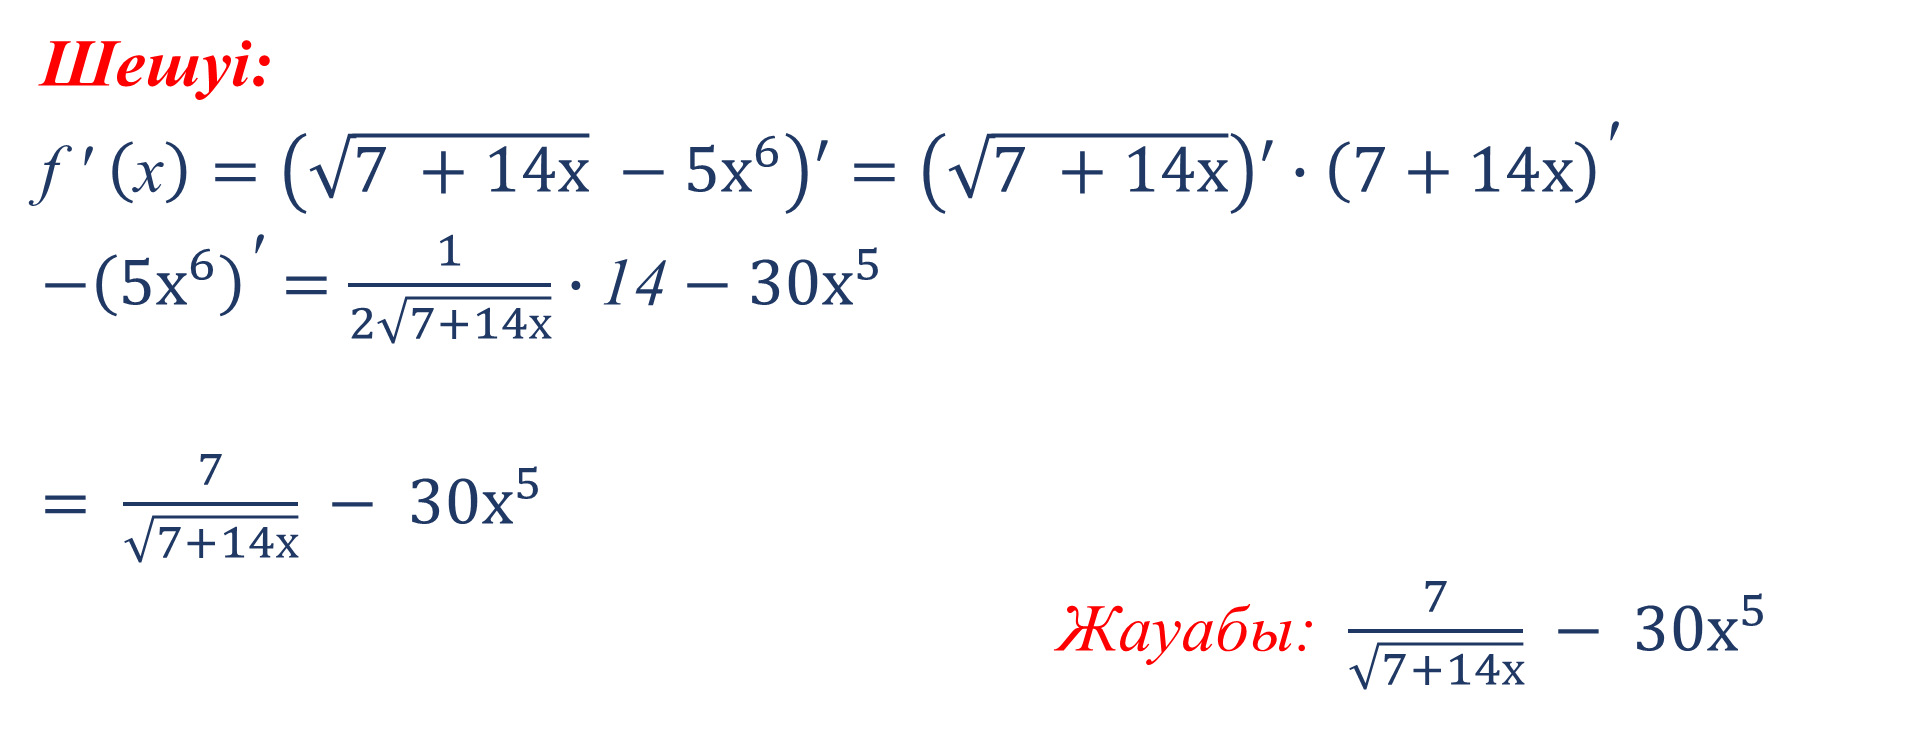 Шешуі:
f ′(x) = (√(7 + 14x) − 5x⁶)′ = (√(7 + 14x))′ · (7 + 14x)′
−(5x⁶)′ = 1/(2√(7+14x)) · 14 − 30x⁵
= 7/√(7+14x) − 30x⁵
Жауабы: 7/√(7+14x) − 30x⁵